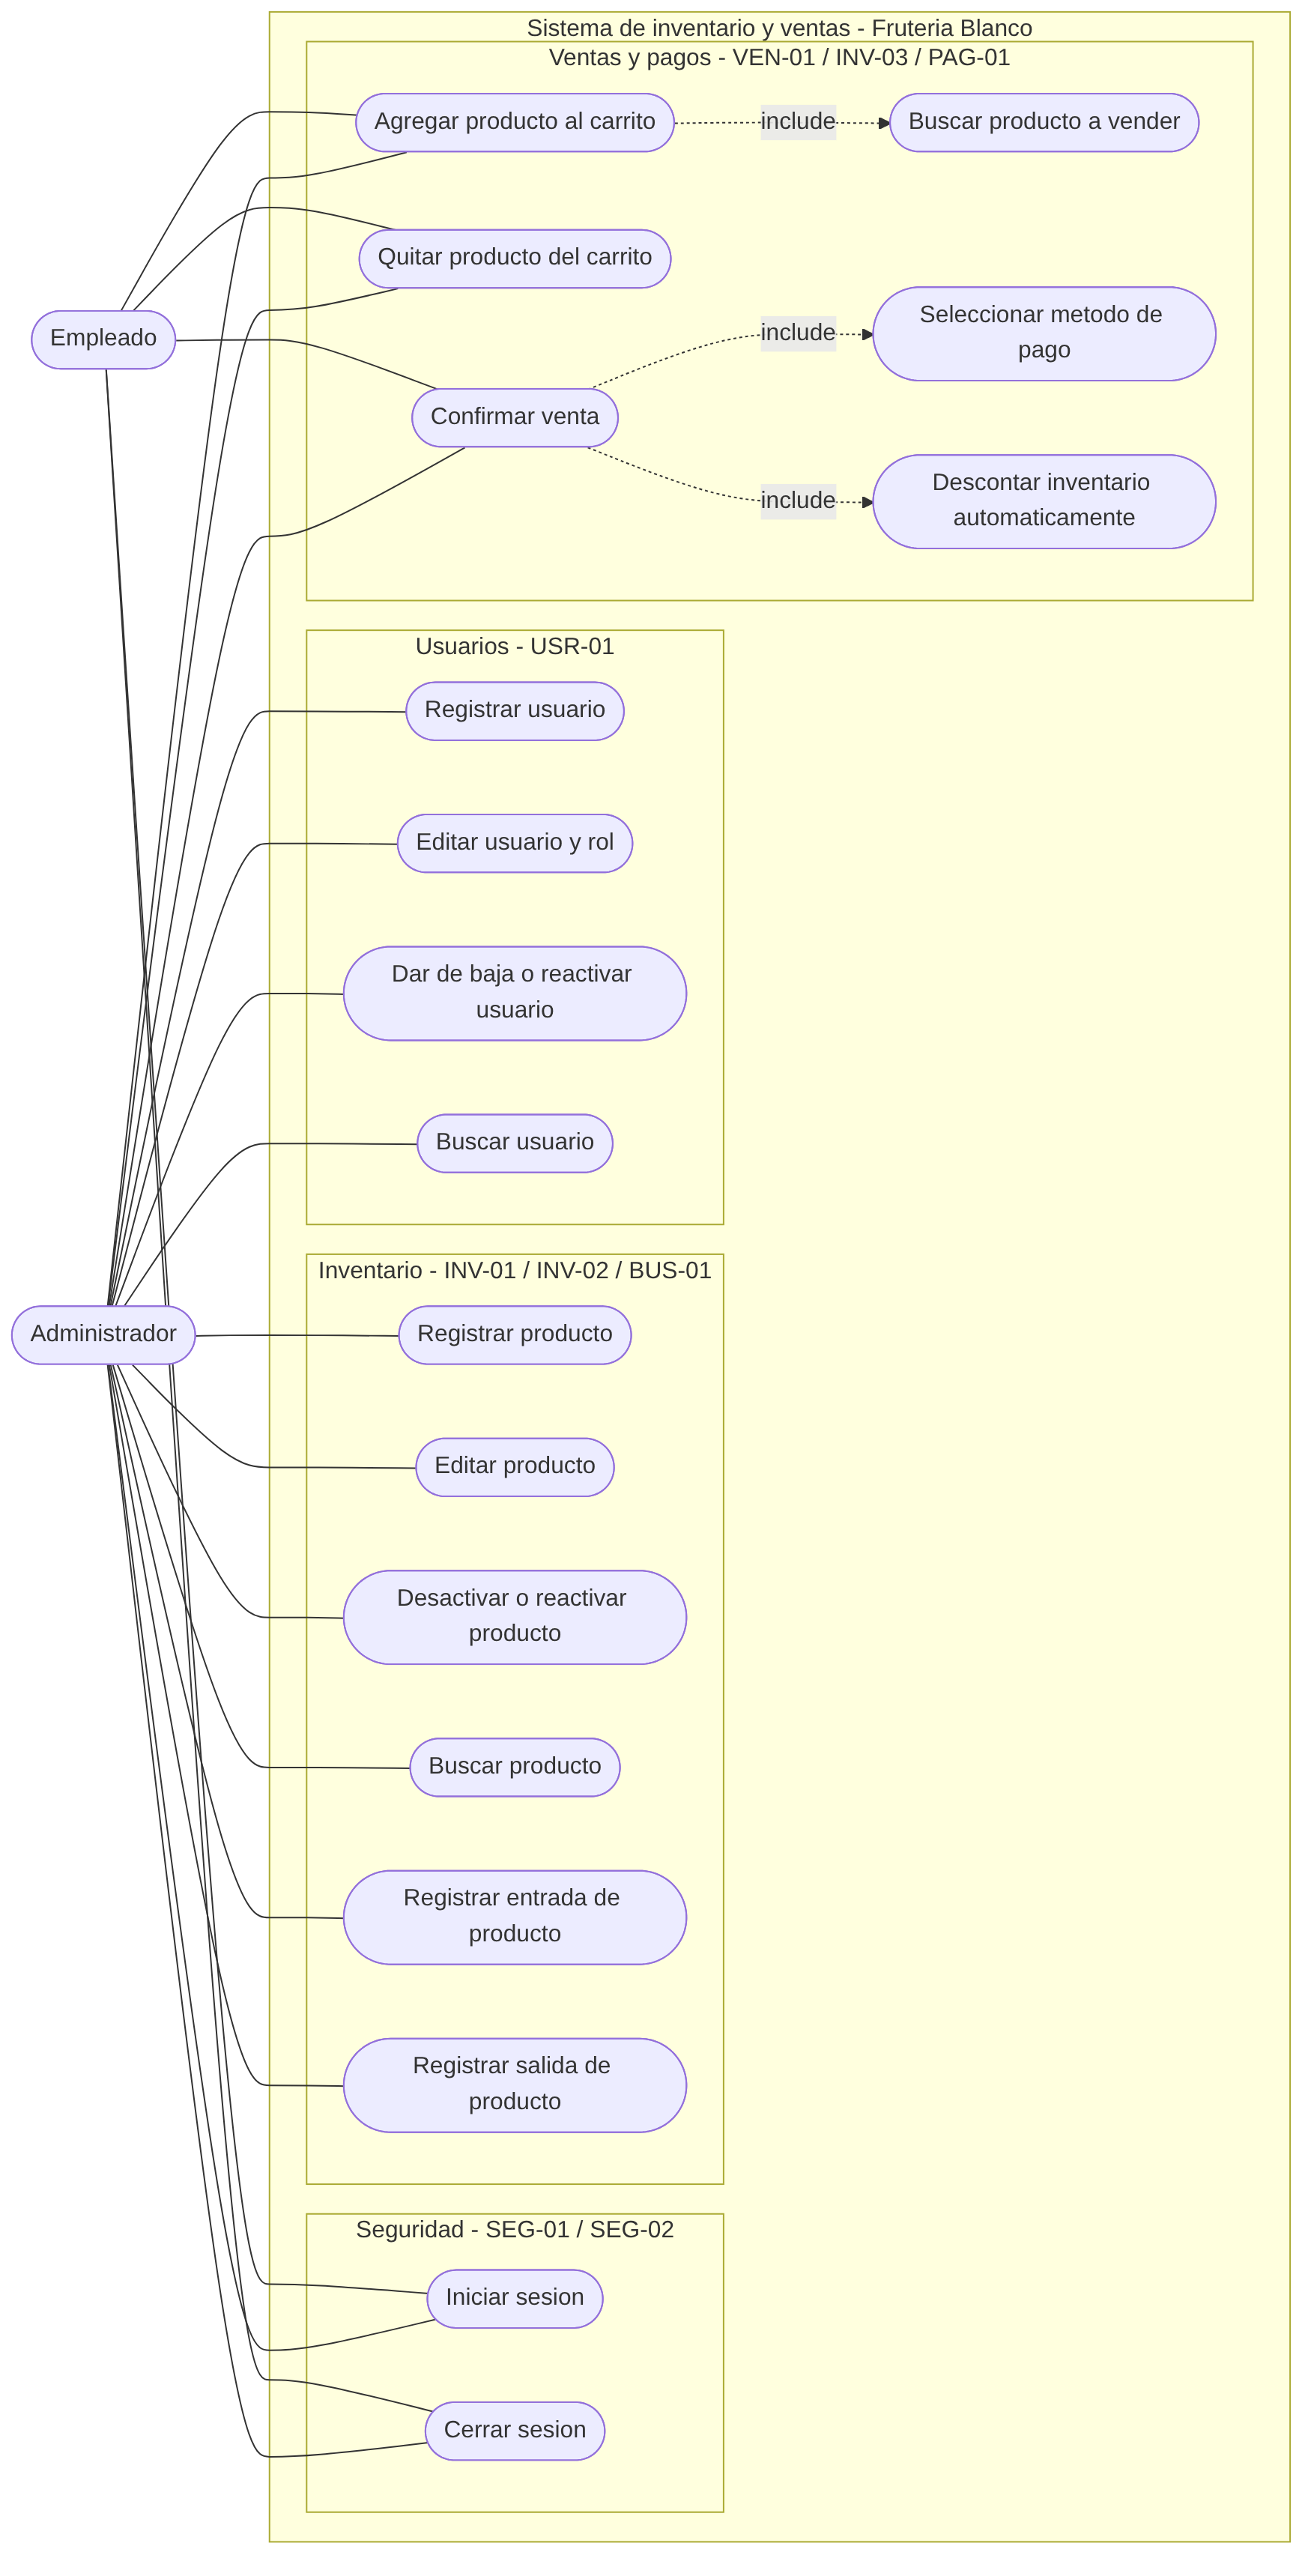 Sistema de inventario y ventas - Fruteria Blanco
Ventas y pagos - VEN-01 / INV-03 / PAG-01
Agregar producto al carrito
include
Buscar producto a vender
Quitar producto del carrito
Empleado
include
Seleccionar metodo de
pago
Confirmar venta
include
Descontar inventario
automaticamente
Usuarios - USR-01
Registrar usuario
Editar usuario y rol
Dar de baja o reactivar
usuario
Buscar usuario
Inventario - INV-01 / INV-02 / BUS-01
Administrador
Registrar producto
Editar producto
Desactivar o reactivar
producto
Buscar producto
Registrar entrada de
producto
Registrar salida de
producto
Seguridad - SEG-01 / SEG-02
Iniciar sesion
Cerrar sesion